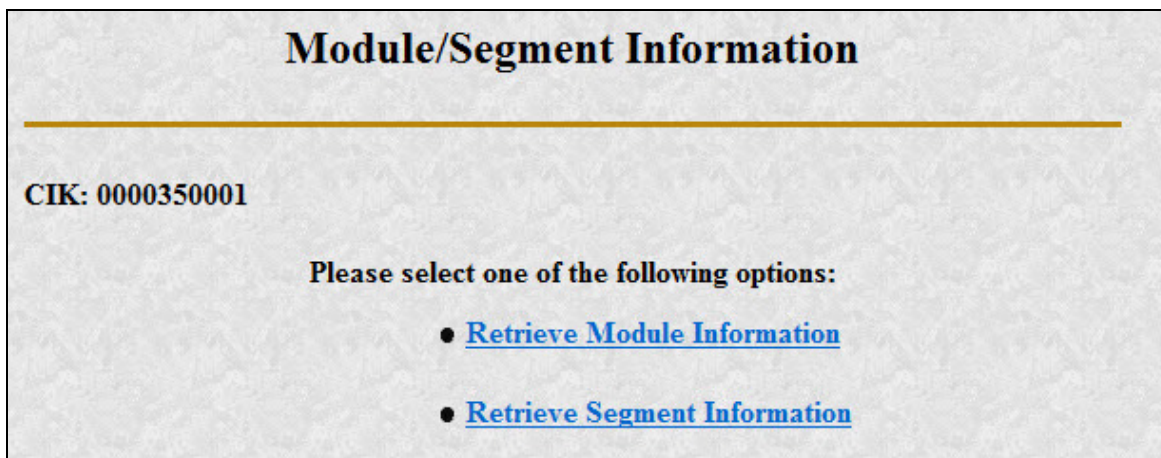 Module/Segment Information
CIK: 0000350001
Please select one of the following options:
● Retrieve Module Information
● Retrieve Segment Information